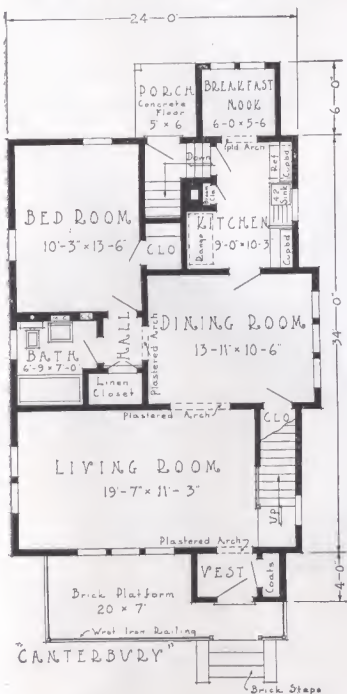 24'-0"
PORCH
Concrete
Floor
5' x 6'
BREAKFAST
NOOK
6-0 x 5-6
6'-0"
Down
Pld Arch
Ref
Cupbd
Sink
BED ROOM
10'-3" x 13'-6"
CLO
KITCHEN
9'-0" x 10'-3"
Range
Cupbd
34'-0"
DINING ROOM
13'-11" x 10'-6"
Plastered Arch
HALL
BATH
6'-9 x 7'-0
Linen
Closet
Plastered Arch
CLO
LIVING ROOM
19'-7" x 11'-3"
UP
Plastered Arch
VEST
Coats
4'-0"
Brick Platform
20' x 7'
Wrot Iron Railing
"CANTERBURY"
Brick Steps